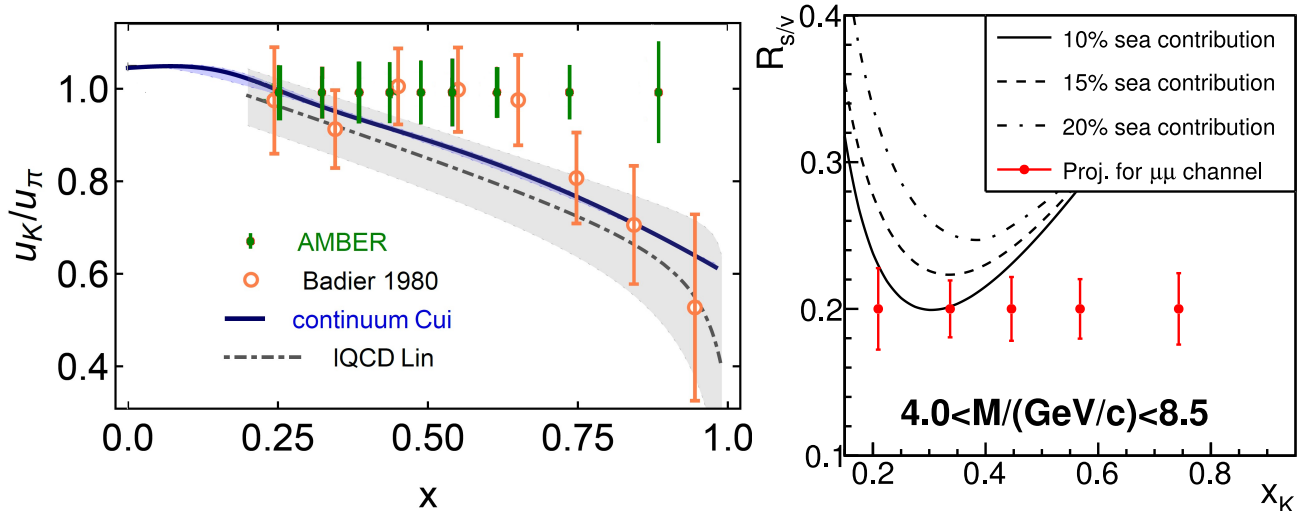 u_K/u_π
1.0
0.8
0.6
0.4
AMBER
Badier 1980
continuum Cui
lQCD Lin
0.0
0.25
0.50
0.75
1.0
x
R_{s/v}
0.4
0.3
0.2
0.1
10% sea contribution
15% sea contribution
20% sea contribution
Proj. for μμ channel
4.0<M/(GeV/c)<8.5
0.2
0.4
0.6
0.8
x_K